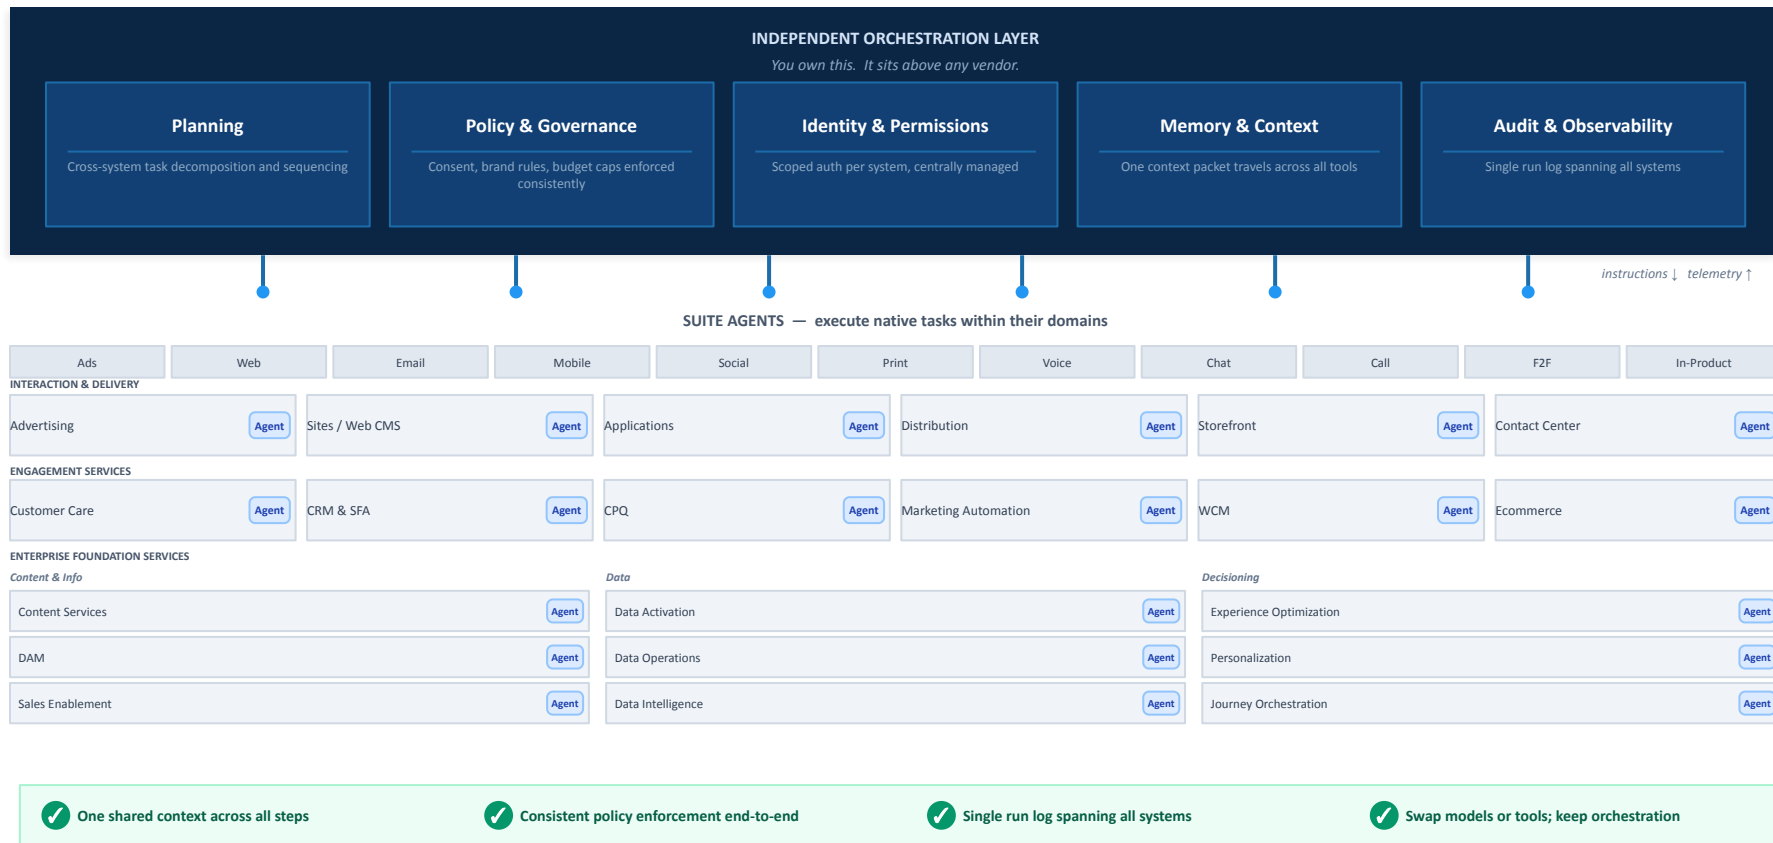 INDEPENDENT ORCHESTRATION LAYER
You own this. It sits above any vendor.
Planning
Cross-system task decomposition and sequencing
Policy & Governance
Consent, brand rules, budget caps enforced
consistently
Identity & Permissions
Scoped auth per system, centrally managed
Memory & Context
One context packet travels across all tools
Audit & Observability
Single run log spanning all systems
instructions ↓ telemetry ↑
SUITE AGENTS — execute native tasks within their domains
Ads
Web
Email
Mobile
Social
Print
Voice
Chat
Call
F2F
In-Product
INTERACTION & DELIVERY
Advertising
Agent
Sites / Web CMS
Agent
Applications
Agent
Distribution
Agent
Storefront
Agent
Contact Center
Agent
ENGAGEMENT SERVICES
Customer Care
Agent
CRM & SFA
Agent
CPQ
Agent
Marketing Automation
Agent
WCM
Agent
Ecommerce
Agent
ENTERPRISE FOUNDATION SERVICES
Content & Info
Content Services
Agent
DAM
Agent
Sales Enablement
Agent
Data
Data Activation
Agent
Data Operations
Agent
Data Intelligence
Agent
Decisioning
Experience Optimization
Agent
Personalization
Agent
Journey Orchestration
Agent
✓ One shared context across all steps
✓ Consistent policy enforcement end-to-end
✓ Single run log spanning all systems
✓ Swap models or tools; keep orchestration